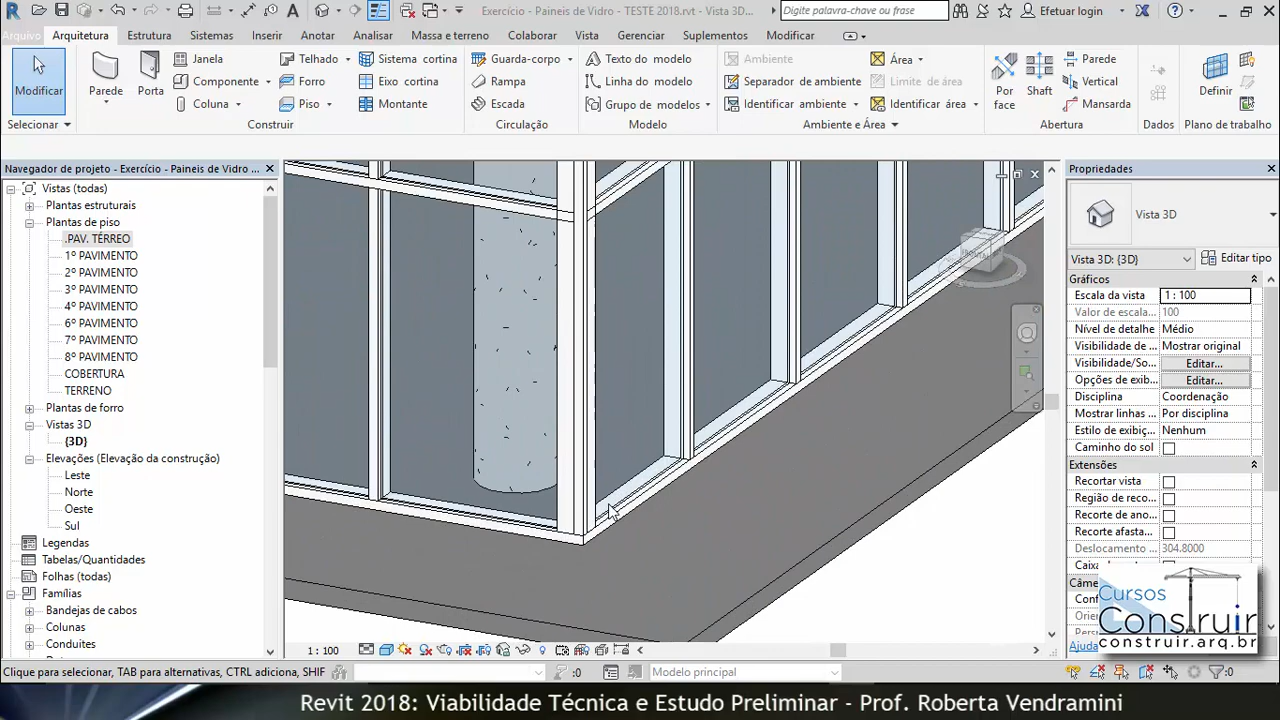 Exercício - Paineis de Vidro - TESTE 2018.rvt - Vista 3D...
Digite palavra-chave ou frase
Efetuar login
Arquivo Arquitetura Estrutura Sistemas Inserir Anotar Analisar Massa e terreno Colaborar Vista Gerenciar Suplementos Modificar
Modificar
Selecionar
Parede
Porta
Janela
Componente
Coluna
Telhado
Forro
Piso
Sistema cortina
Eixo cortina
Montante
Construir
Guarda-corpo
Rampa
Escada
Circulação
Texto do modelo
Linha do modelo
Grupo de modelos
Modelo
Ambiente
Separador de ambiente
Identificar ambiente
Área
Limite de área
Identificar área
Ambiente e Área
Por face
Shaft
Parede
Vertical
Mansarda
Abertura
Dados
Definir
Plano de trabalho
Navegador de projeto - Exercício - Paineis de Vidro ...
Vistas (todas)
Plantas estruturais
Plantas de piso
.PAV. TÉRREO
1º PAVIMENTO
2º PAVIMENTO
3º PAVIMENTO
4º PAVIMENTO
6º PAVIMENTO
7º PAVIMENTO
8º PAVIMENTO
COBERTURA
TERRENO
Plantas de forro
Vistas 3D
{3D}
Elevações (Elevação da construção)
Leste
Norte
Oeste
Sul
Legendas
Tabelas/Quantidades
Folhas (todas)
Famílias
Bandejas de cabos
Colunas
Conduites
Propriedades
Vista 3D
Vista 3D: {3D}
Editar tipo
Gráficos
Escala da vista 1 : 100
Valor de escala... 100
Nível de detalhe Médio
Visibilidade de ... Mostrar original
Visibilidade/So... Editar...
Opções de exib... Editar...
Disciplina Coordenação
Mostrar linhas ... Por disciplina
Estilo de exibiç... Nenhum
Caminho do sol
Extensões
Recortar vista
Região de reco...
Recorte de ano...
Recorte afasta...
Deslocamento ... 304.8000
Ajuda
Cursos
Construir
construir.arq.br
1 : 100
Clique para selecionar, TAB para alternativas, CTRL adiciona, SHIF
:0
Modelo principal
:0
Revit 2018: Viabilidade Técnica e Estudo Preliminar - Prof. Roberta Vendramini